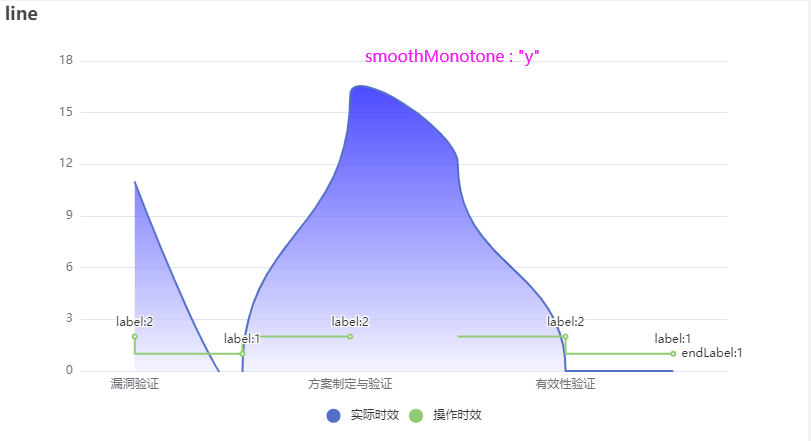 line
smoothMonotone : "y"
18
15
12
9
6
3
0
label:2
label:1
label:2
label:2
label:1
endLabel:1
漏洞验证
方案制定与验证
有效性验证
实际时效
操作时效